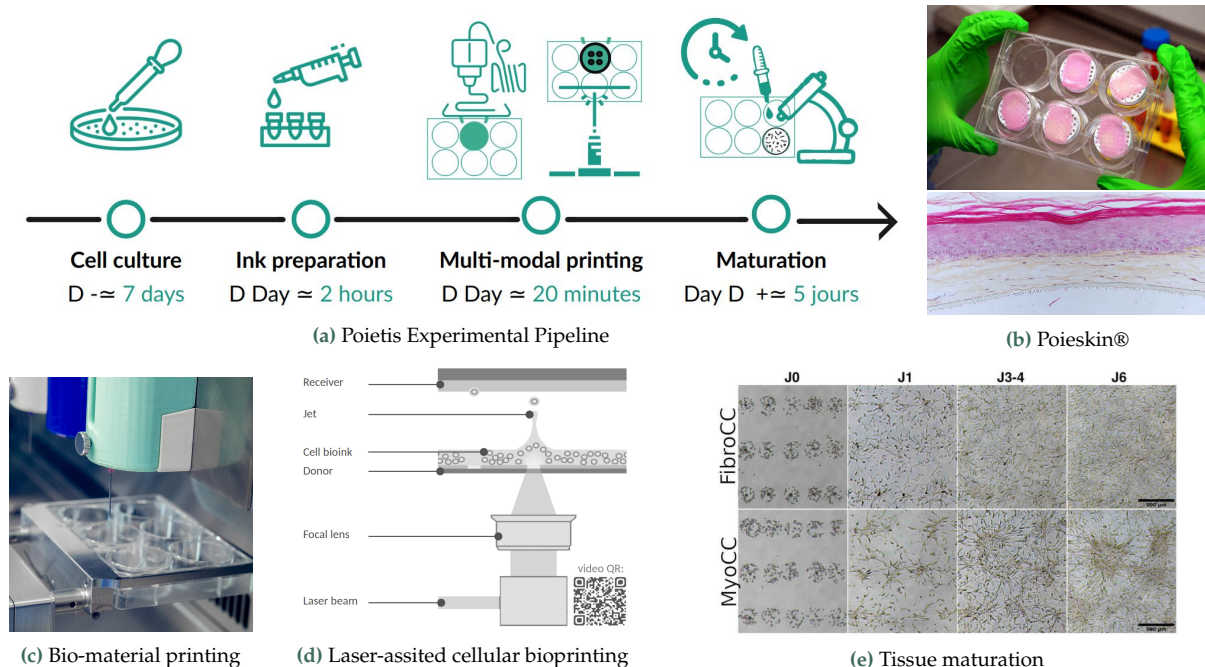 Cell culture
D -≃ 7 days
Ink preparation
D Day ≃ 2 hours
Multi-modal printing
D Day ≃ 20 minutes
Maturation
Day D +≃ 5 jours
(a) Poietis Experimental Pipeline
(b) Poieskin®
(c) Bio-material printing
Receiver
Jet
Cell bioink
Donor
Focal lens
video QR:
Laser beam
(d) Laser-assited cellular bioprinting
J0 J1 J3-4 J6
FibroCC
MyoCC
(e) Tissue maturation